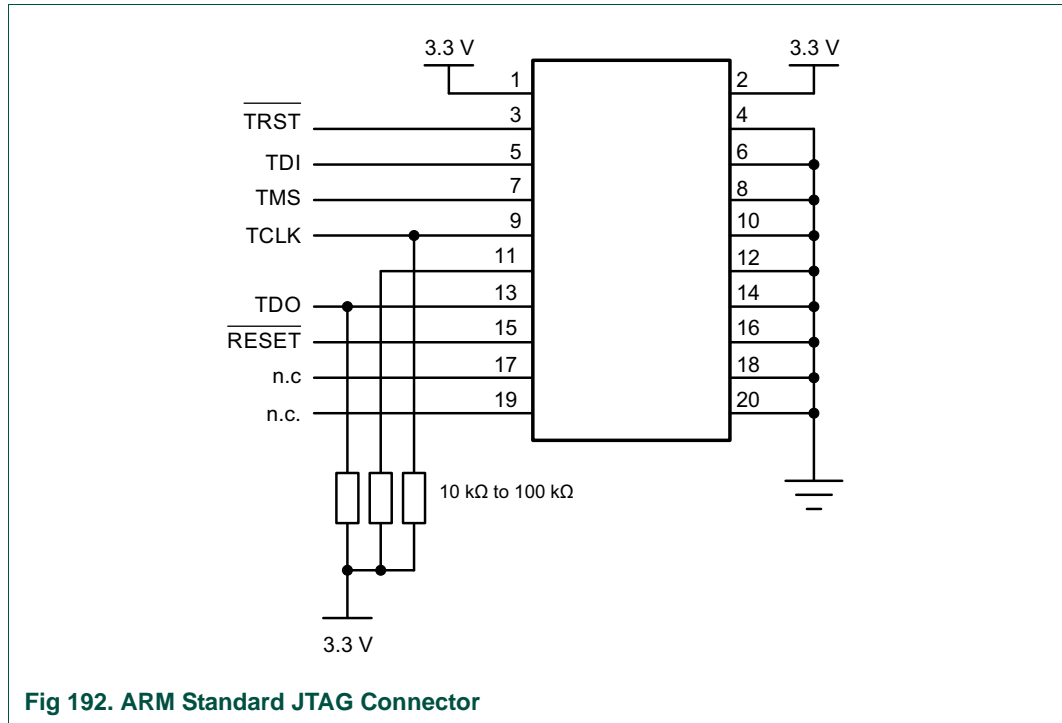 3.3 V 3.3 V
1 2
TRST 3 4
TDI 5 6
TMS 7 8
TCLK 9 10
11 12
TDO 13 14
RESET 15 16
n.c 17 18
n.c. 19 20
10 kΩ to 100 kΩ
3.3 V
Fig 192. ARM Standard JTAG Connector